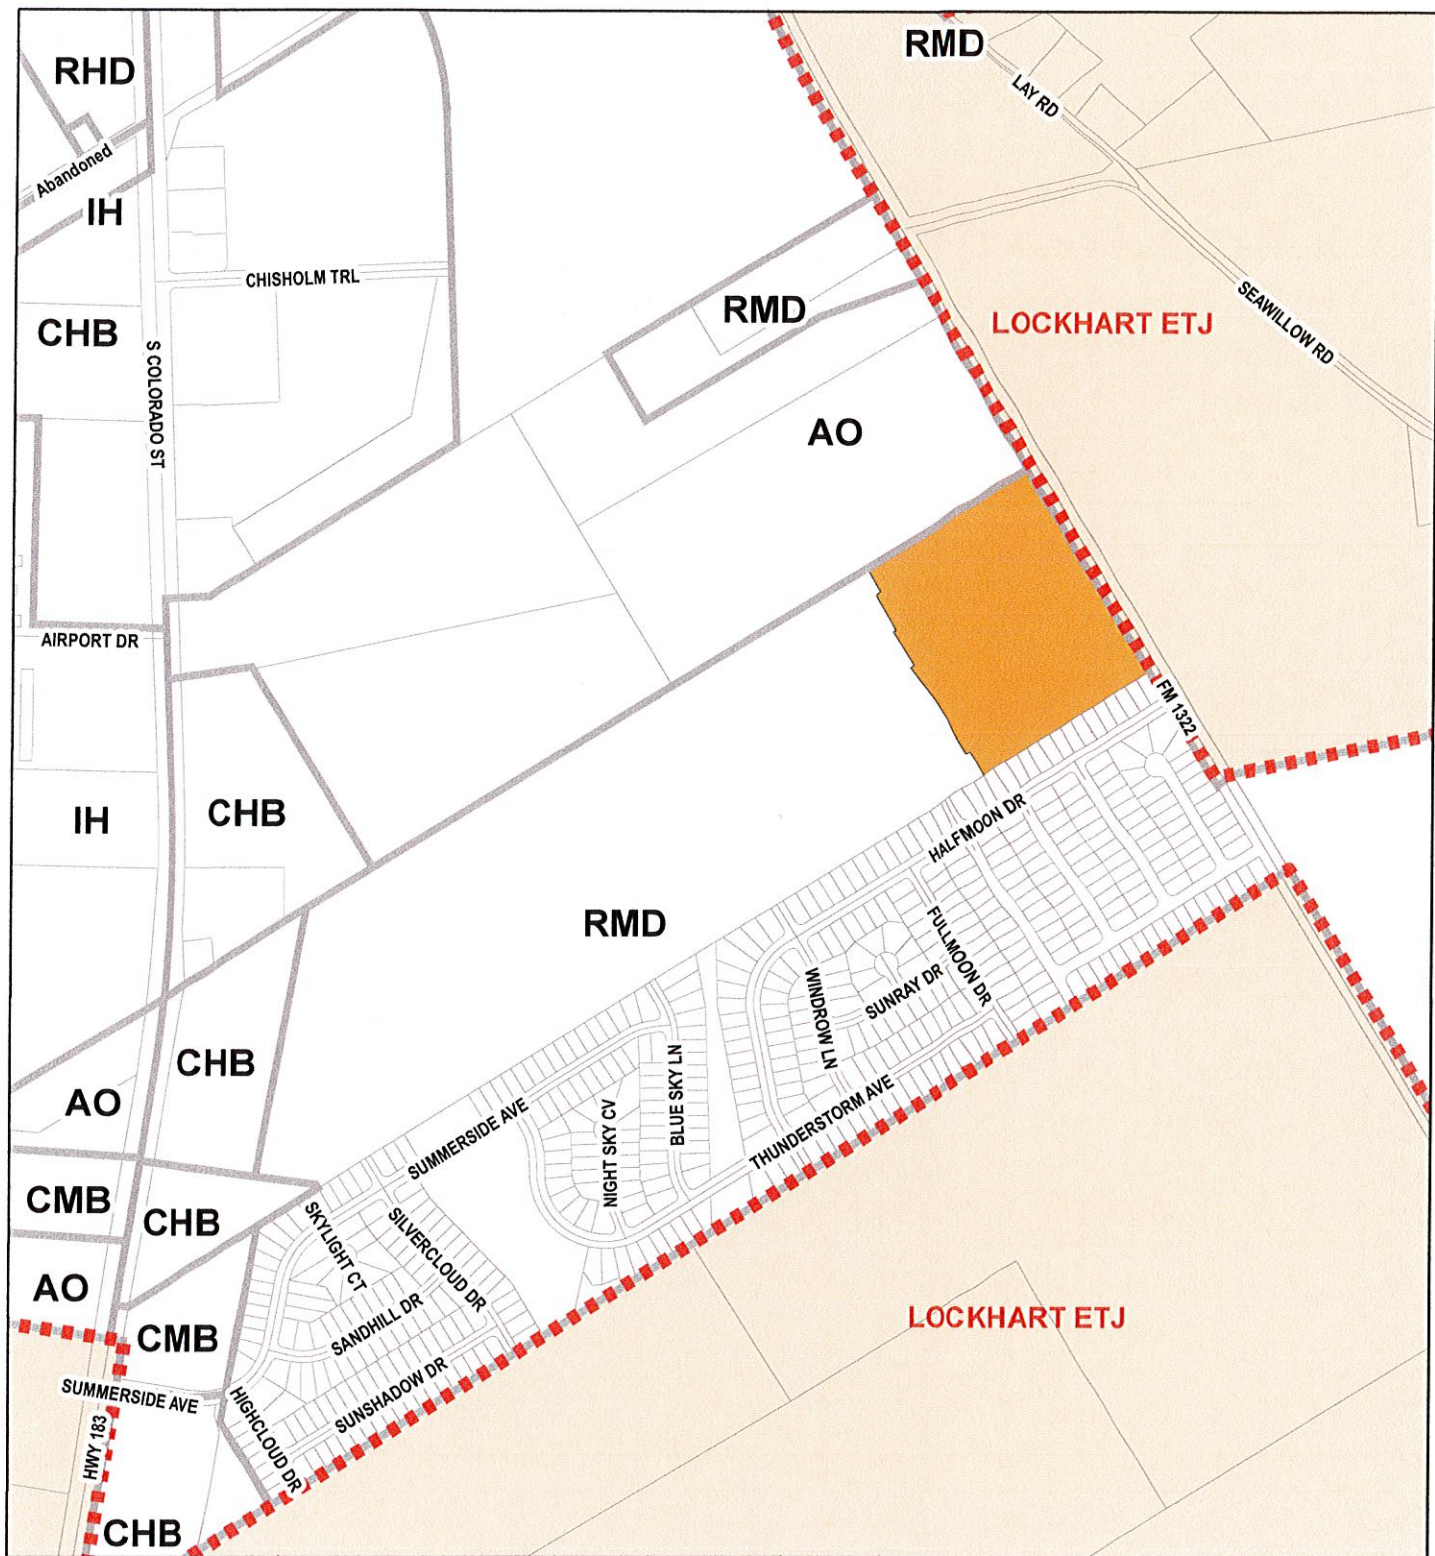 RMD
RHD
LAY RD
Abandoned
IH
CHISHOLM TRL
RMD
SEAWILLOW RD
LOCKHART ETJ
CHB
S COLORADO ST
AO
AIRPORT DR
FM 1322
IH
CHB
HALFMOON DR
RMD
FULLMOON DR
WINDROW LN
SUNRAY DR
CHB
BLUE SKY LN
AO
THUNDERSTORM AVE
SUMMERSIDE AVE
NIGHT SKY CV
CMB
CHB
SKYLIGHT CT
SILVERCLOUD DR
AO
SANDHILL DR
LOCKHART ETJ
CMB
SUMMERSIDE AVE
SUNSHADOW DR
HIGHCLOUD DR
HWY 183
CHB